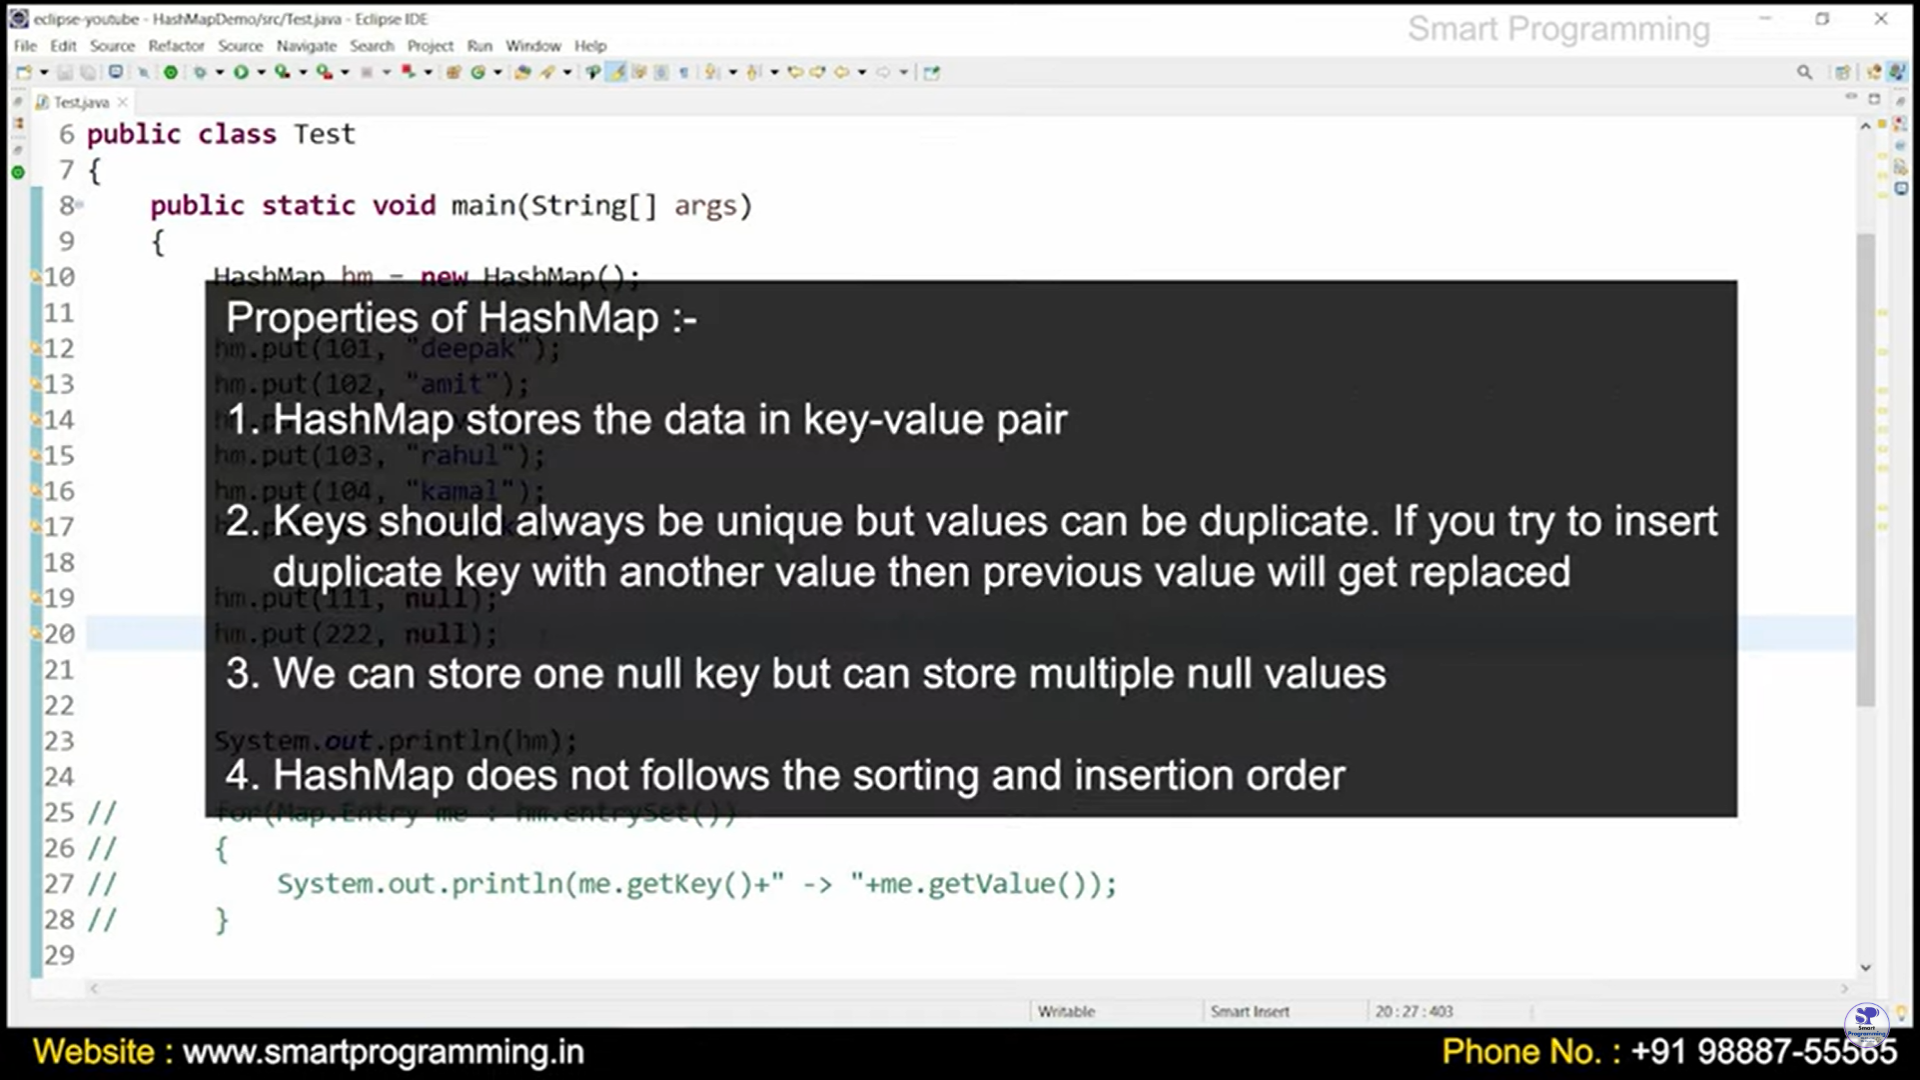 eclipse-youtube - HashMapDemo/src/Test.java - Eclipse IDE
Smart Programming
File Edit Source Refactor Source Navigate Search Project Run Window Help
Test.java
6 public class Test
7 {
8 public static void main(String[] args)
9 {
10 HashMap hm = new HashMap();
11
Properties of HashMap :-
12 hm.put(101, "deepak");
13 hm.put(102, "amit");
14
1. HashMap stores the data in key-value pair
15 hm.put(103, "rahul");
16 hm.put(104, "kamal");
17
2. Keys should always be unique but values can be duplicate. If you try to insert
18
duplicate key with another value then previous value will get replaced
19 hm.put(111, null);
20 hm.put(222, null);
21
3. We can store one null key but can store multiple null values
22
23 System.out.println(hm);
24
4. HashMap does not follows the sorting and insertion order
25 // for(Map.Entry me : hm.entrySet())
26 // {
27 // System.out.println(me.getKey()+" -> "+me.getValue());
28 // }
29
Writable Smart Insert 20:27:403
SP
Smart
Programming
Website : www.smartprogramming.in
Phone No. : +91 98887-55565